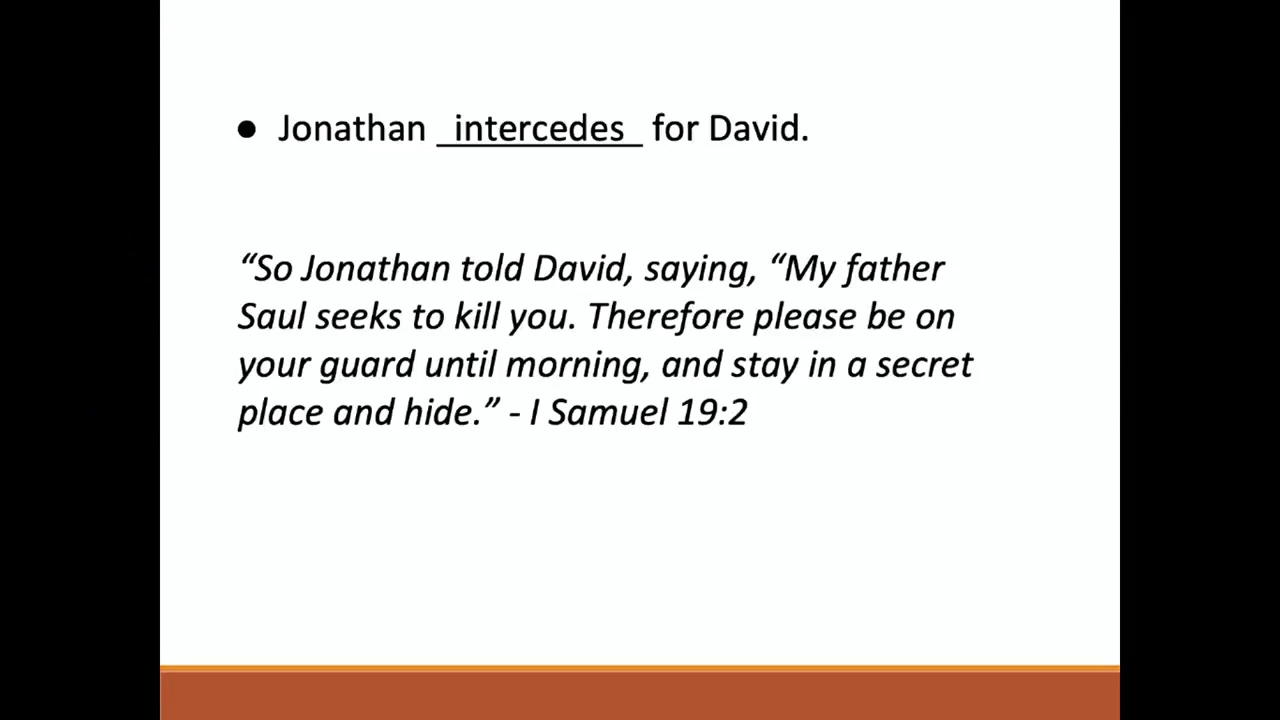 ● Jonathan _intercedes_ for David.
“So Jonathan told David, saying, “My father
Saul seeks to kill you. Therefore please be on
your guard until morning, and stay in a secret
place and hide.” - I Samuel 19:2